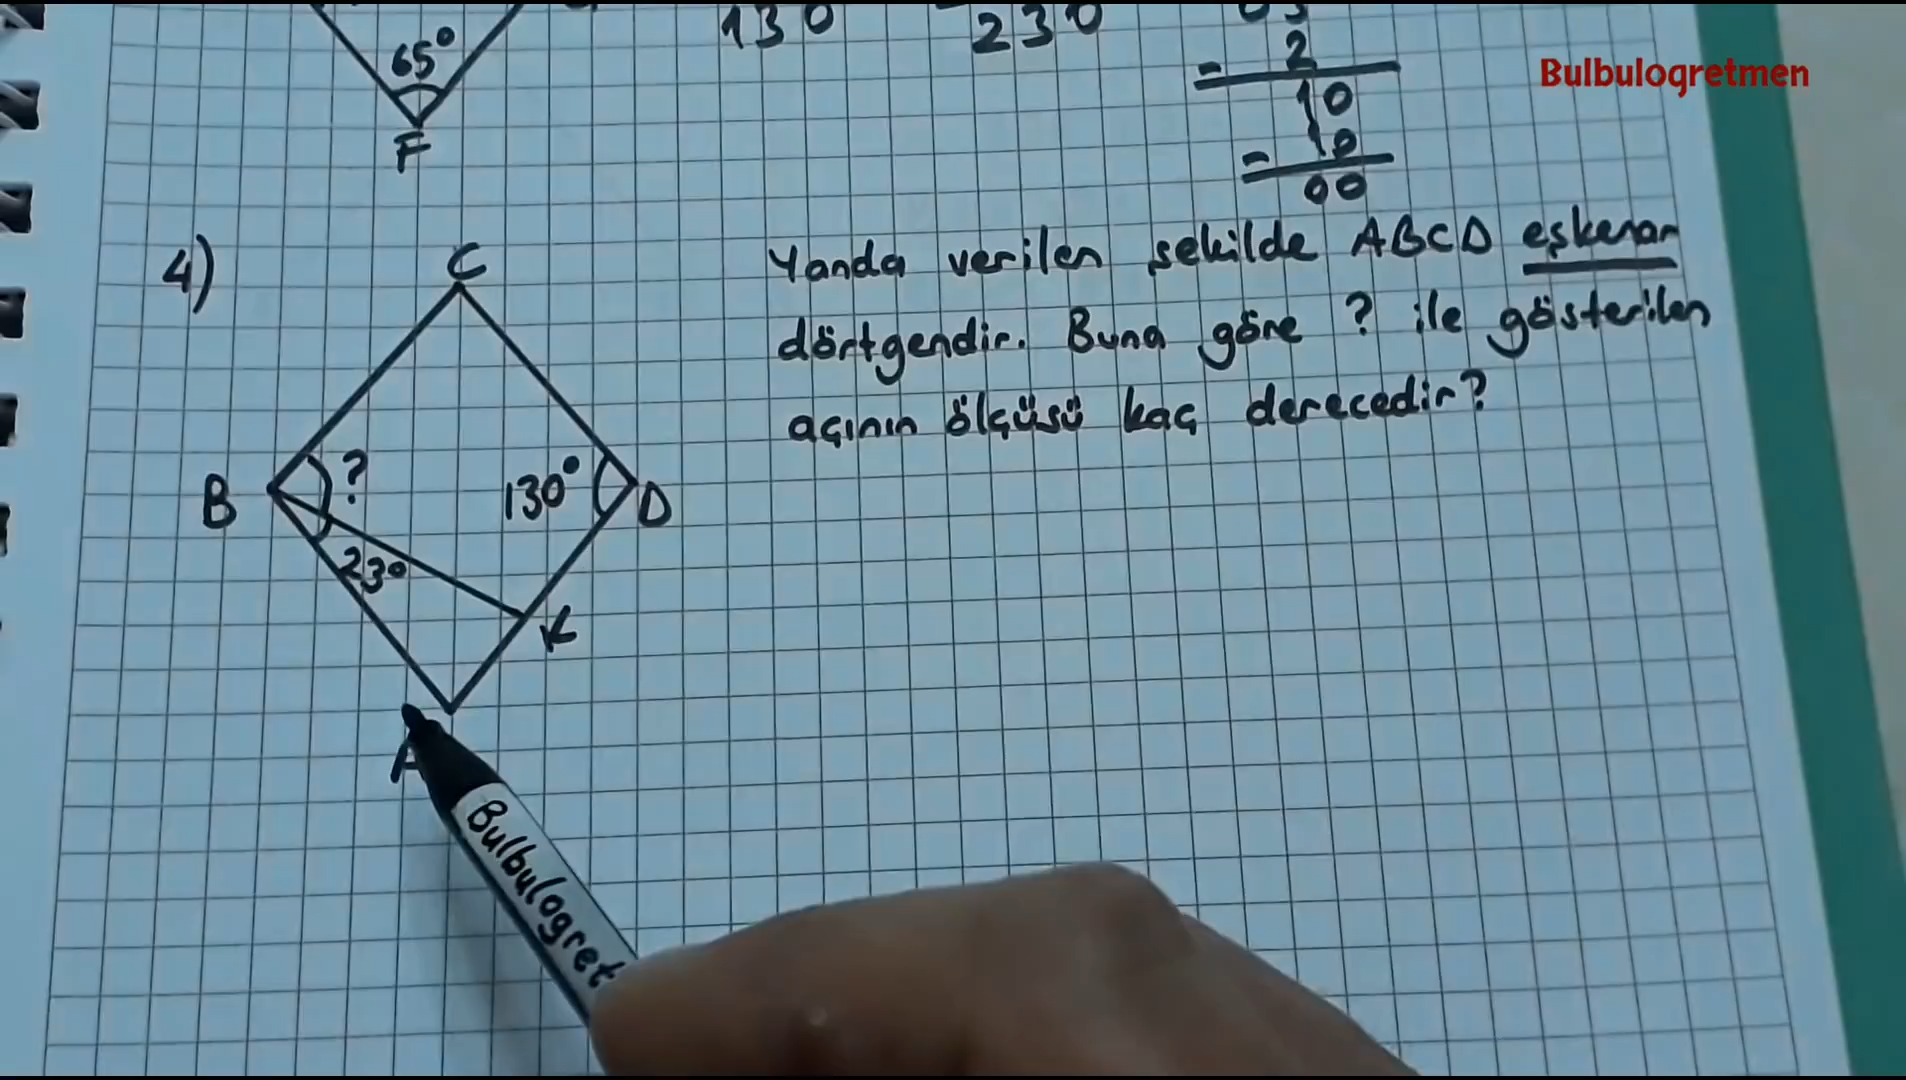 65°
F
130
230
2
- 10
10
- 00
Bulbulogretmen
4)
C
B
?
23°
130°
D
K
A
Yanda verilen şekilde ABCD eşkenar
dörtgendir. Buna göre ? ile gösterilen
açının ölçüsü kaç derecedir?
Bulbulogret